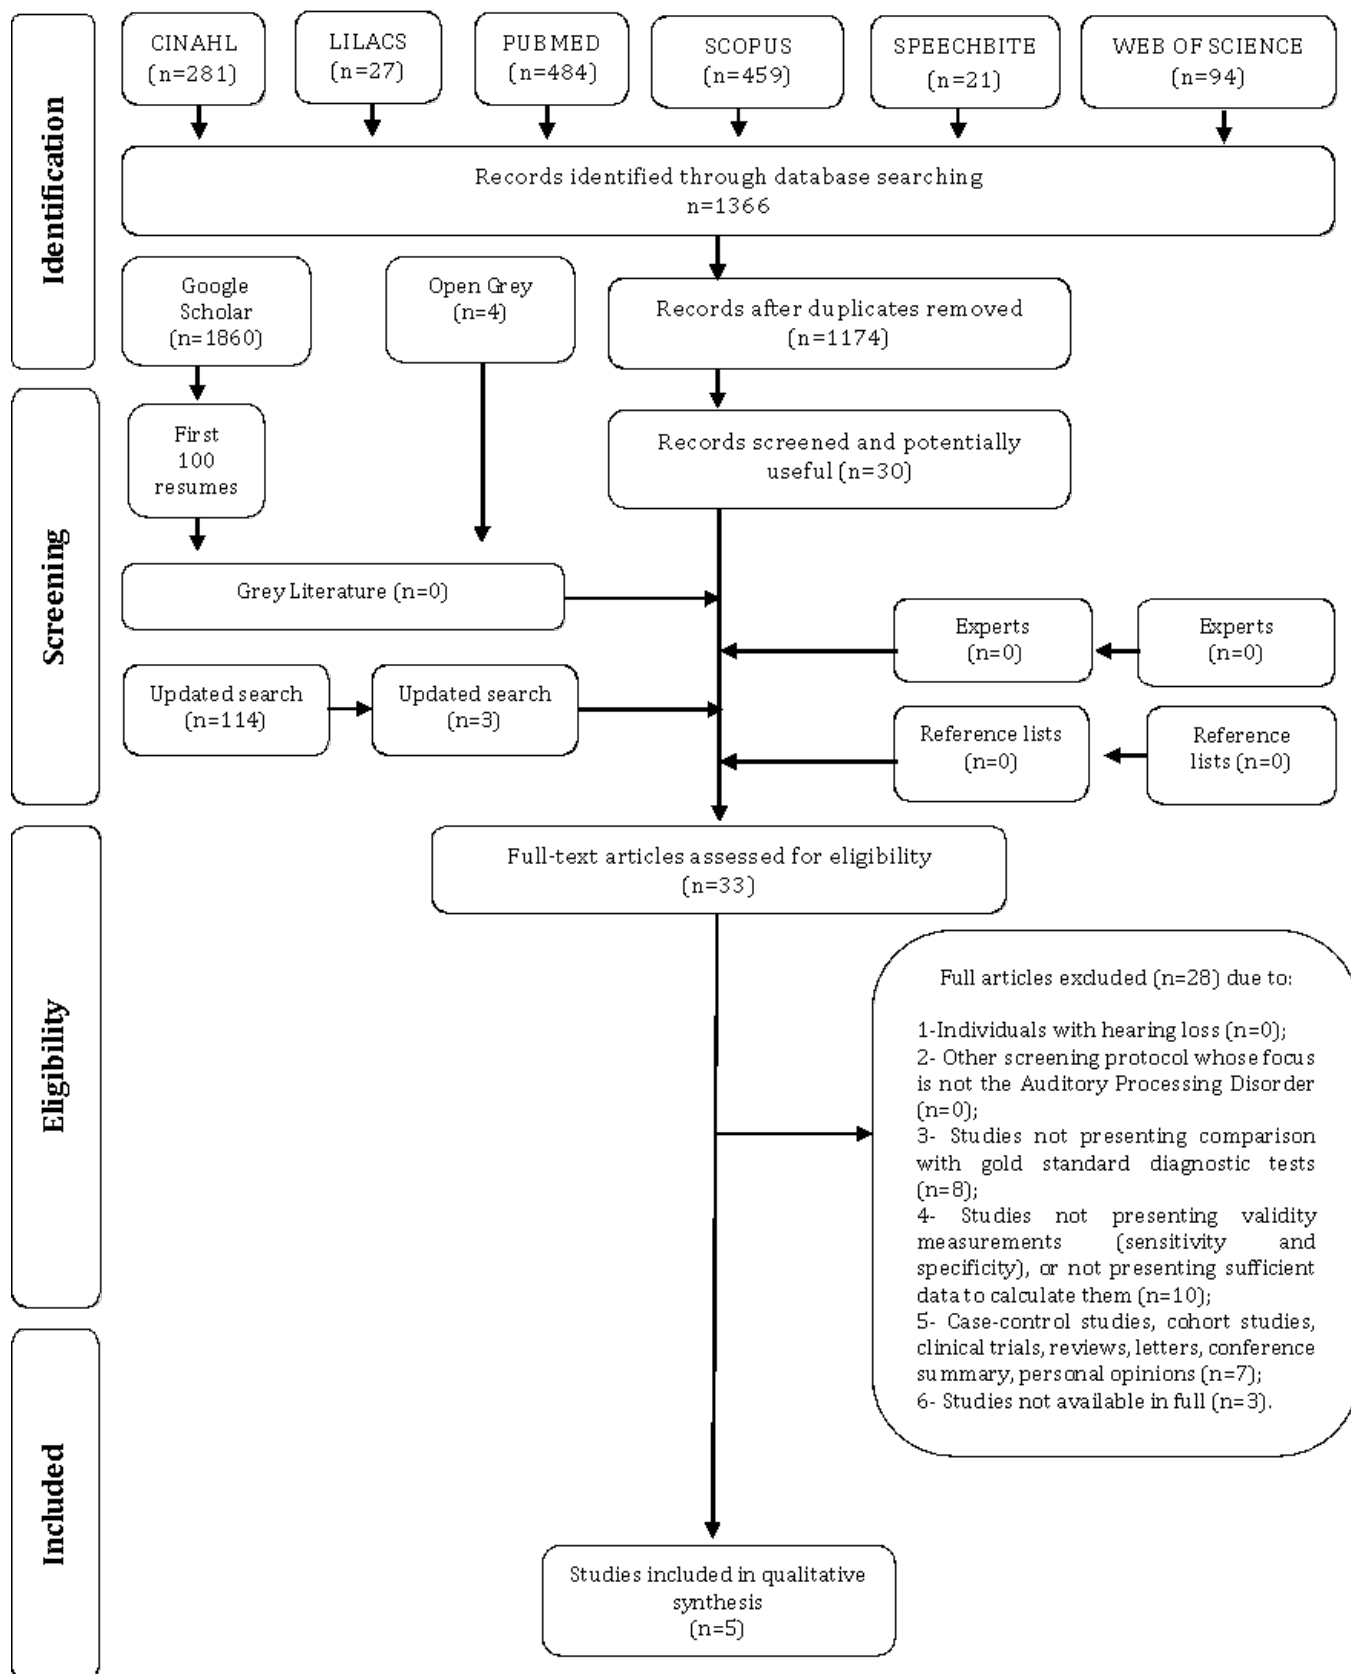 CINAHL
(n=281)
LILACS
(n=27)
PUBMED
(n=484)
SCOPUS
(n=459)
SPEECHBITE
(n=21)
WEB OF SCIENCE
(n=94)
Identification
Records identified through database searching
n=1366
Google
Scholar
(n=1860)
Open Grey
(n=4)
Records after duplicates removed
(n=1174)
Screening
First
100
resumes
Records screened and potentially
useful (n=30)
Grey Literature (n=0)
Experts
(n=0)
Experts
(n=0)
Updated search
(n=114)
Updated search
(n=3)
Reference lists
(n=0)
Reference
lists (n=0)
Eligibility
Full-text articles assessed for eligibility
(n=33)
Full articles excluded (n=28) due to:
1-Individuals with hearing loss (n=0);
2- Other screening protocol whose focus
is not the Auditory Processing Disorder
(n=0);
3- Studies not presenting comparison
with gold standard diagnostic tests
(n=8);
4- Studies not presenting validity
measurements (sensitivity and
specificity), or not presenting sufficient
data to calculate them (n=10);
5- Case-control studies, cohort studies,
clinical trials, reviews, letters, conference
summary, personal opinions (n=7);
6- Studies not available in full (n=3).
Included
Studies included in qualitative
synthesis
(n=5)